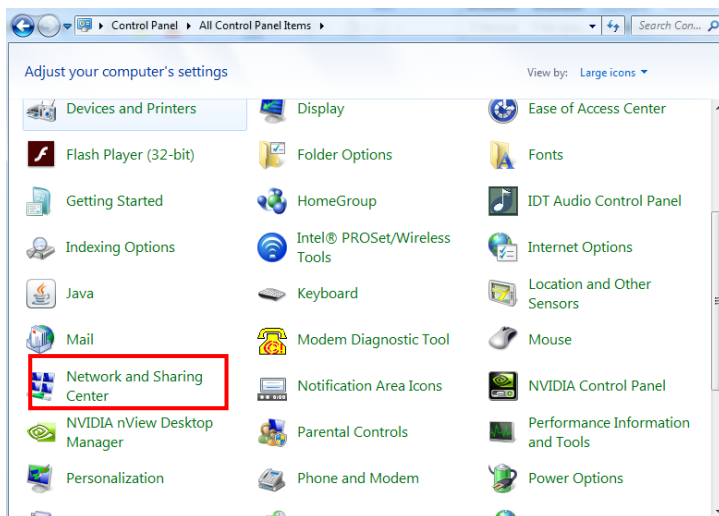 Control Panel ▸ All Control Panel Items ▸
Search Con...
Adjust your computer's settings
View by: Large icons
Devices and Printers
Display
Ease of Access Center
Flash Player (32-bit)
Folder Options
Fonts
Getting Started
HomeGroup
IDT Audio Control Panel
Indexing Options
Intel® PROSet/Wireless
Tools
Internet Options
Java
Keyboard
Location and Other
Sensors
Mail
Modem Diagnostic Tool
Mouse
Network and Sharing
Center
Notification Area Icons
NVIDIA Control Panel
NVIDIA nView Desktop
Manager
Parental Controls
Performance Information
and Tools
Personalization
Phone and Modem
Power Options